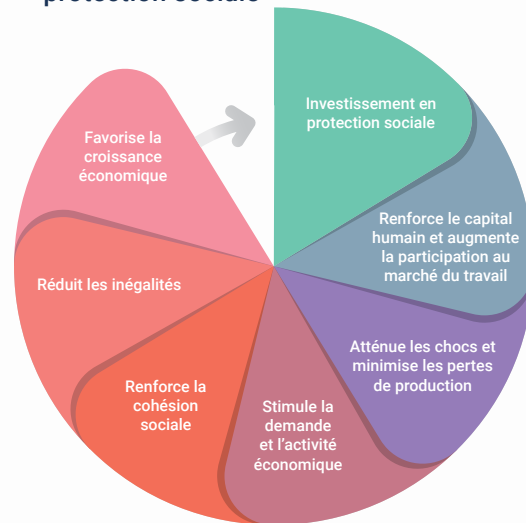 protection sociale
Investissement en
protection sociale
Renforce le capital
humain et augmente
la participation au
marché du travail
Atténue les chocs et
minimise les pertes
de production
Stimule la
demande
et l'activité
économique
Renforce la
cohésion
sociale
Réduit les inégalités
Favorise la
croissance
économique